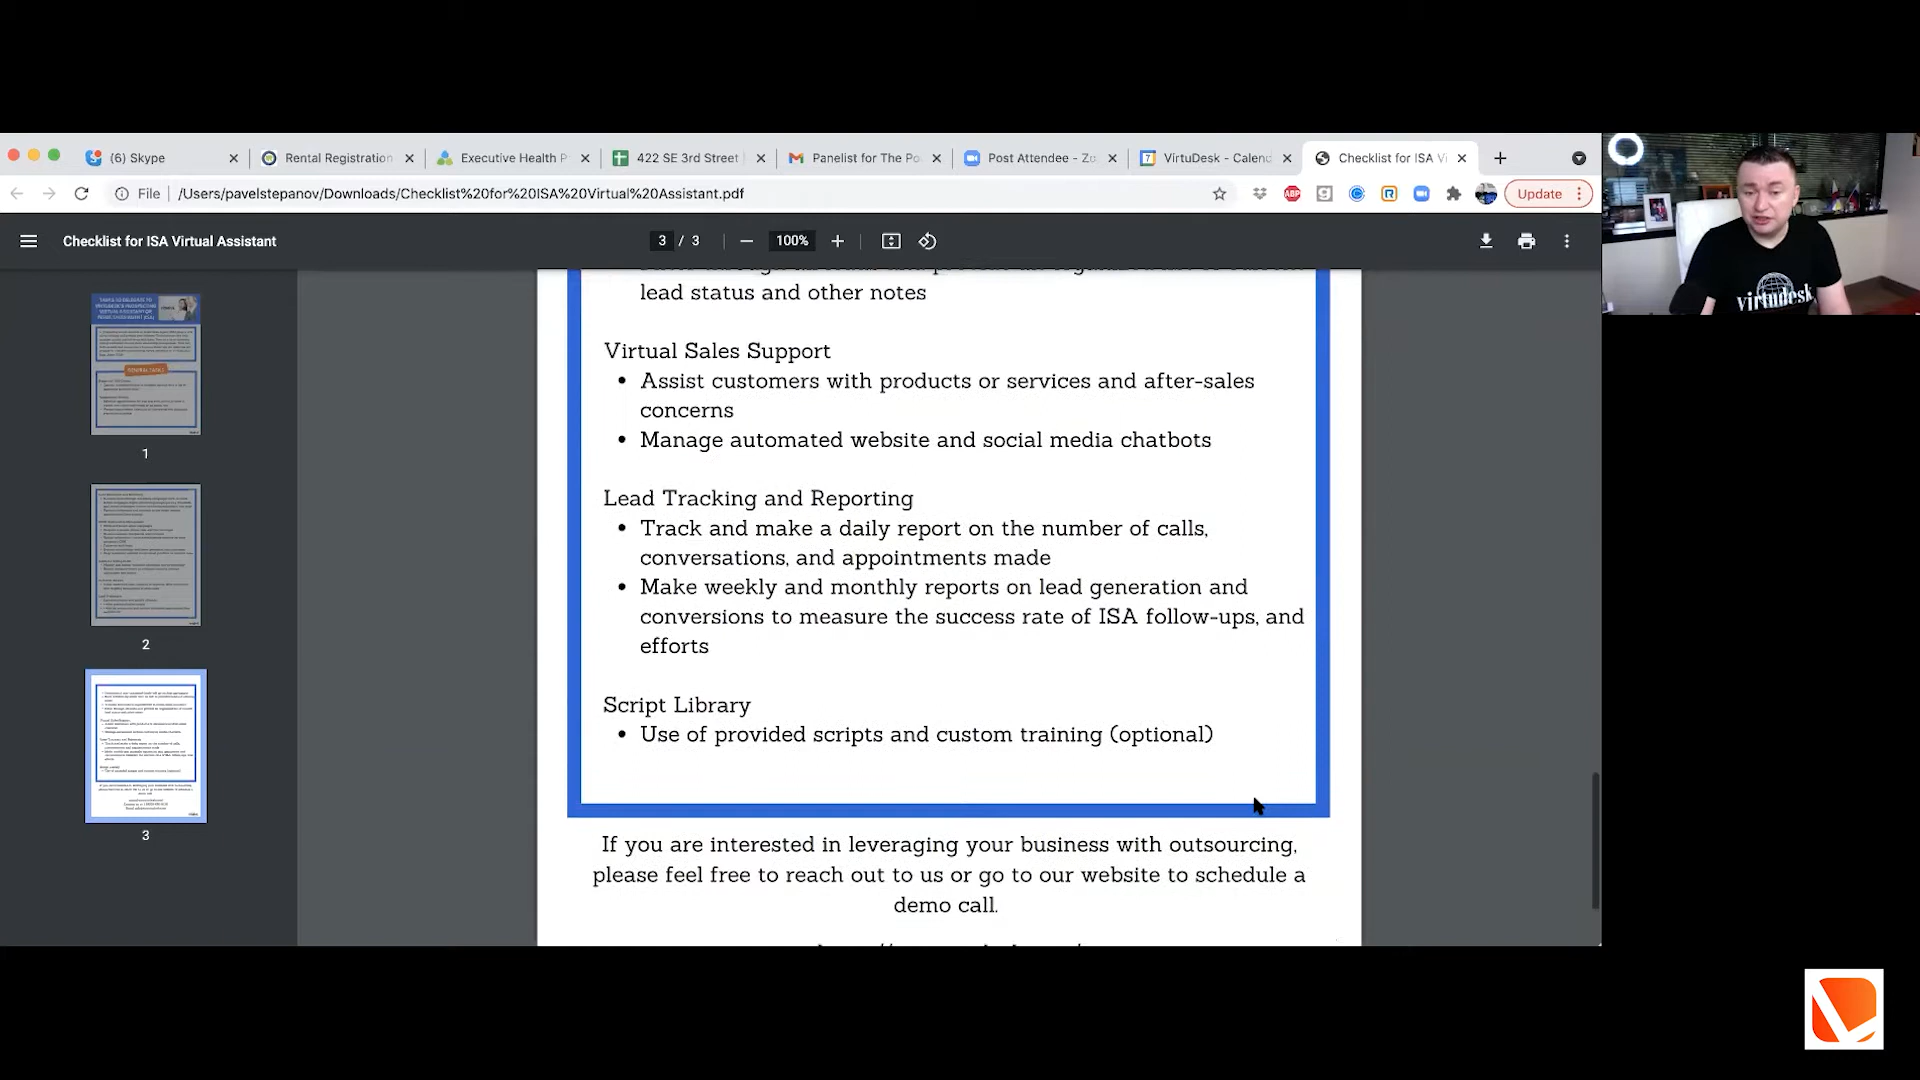 (6) Skype
Rental Registration
Executive Health P
422 SE 3rd Street
Panelist for The Po
Post Attendee - Zo
VirtuDesk - Calend
Checklist for ISA Vi
File
/Users/pavelstepanov/Downloads/Checklist%20for%20ISA%20Virtual%20Assistant.pdf
ABP
Update
Checklist for ISA Virtual Assistant
3 / 3
100%
lead status and other notes
Virtual Sales Support
• Assist customers with products or services and after-sales
concerns
• Manage automated website and social media chatbots
Lead Tracking and Reporting
• Track and make a daily report on the number of calls,
conversations, and appointments made
• Make weekly and monthly reports on lead generation and
conversions to measure the success rate of ISA follow-ups, and
efforts
Script Library
• Use of provided scripts and custom training (optional)
If you are interested in leveraging your business with outsourcing,
please feel free to reach out to us or go to our website to schedule a
demo call.
1
2
3
virtudesk